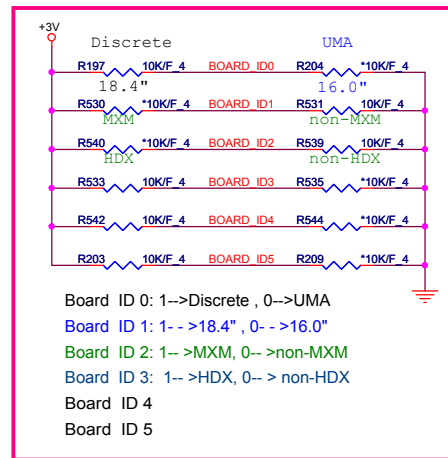 +3V
Discrete UMA
R197 10K/F_4 BOARD_ID0 R204 *10K/F_4
18.4" 16.0"
R530 *10K/F_4 BOARD_ID1 R531 10K/F_4
MXM non-MXM
R540 *10K/F_4 BOARD_ID2 R539 10K/F_4
HDX non-HDX
R533 10K/F_4 BOARD_ID3 R535 *10K/F_4
R542 10K/F_4 BOARD_ID4 R544 *10K/F_4
R203 10K/F_4 BOARD_ID5 R209 *10K/F_4
Board ID 0: 1-->Discrete , 0-->UMA
Board ID 1: 1- - >18.4" , 0- - >16.0"
Board ID 2: 1-- >MXM, 0-- >non-MXM
Board ID 3: 1-- >HDX, 0-- > non-HDX
Board ID 4
Board ID 5